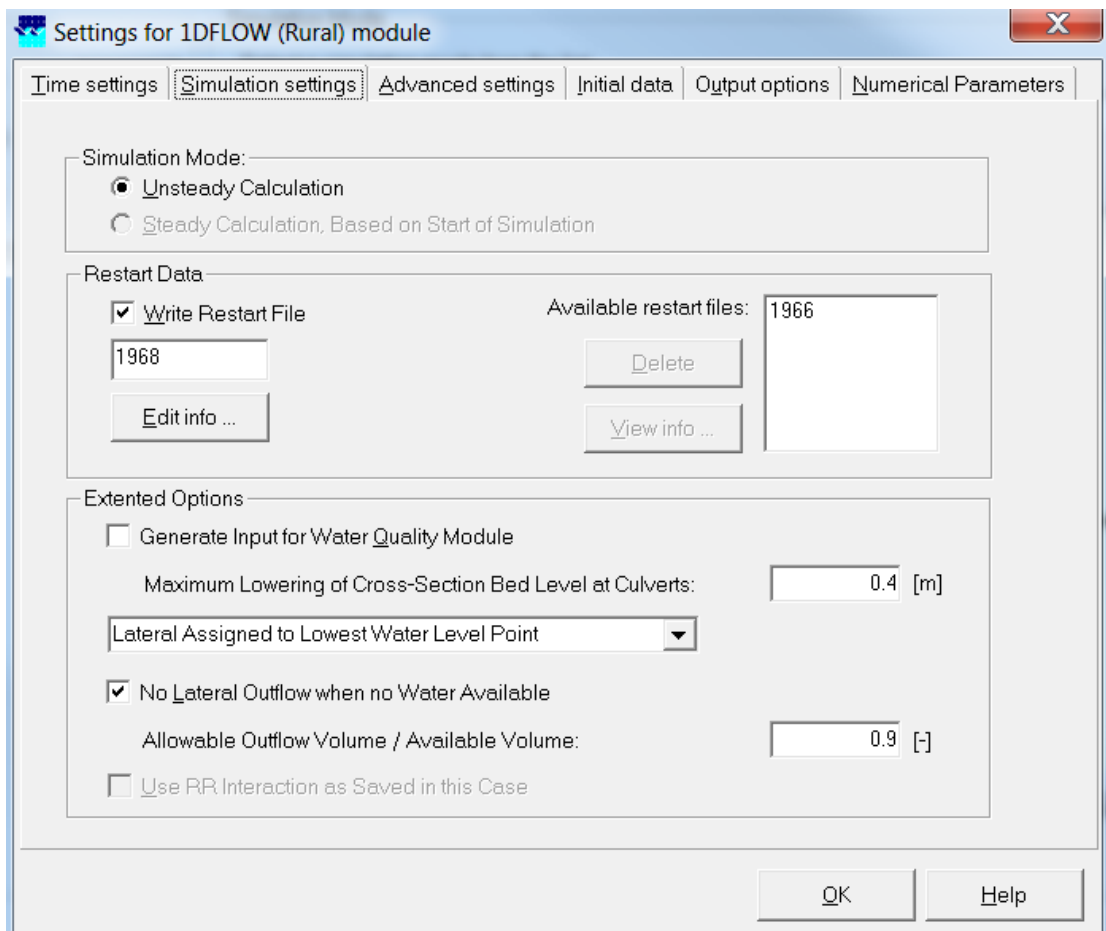 Settings for 1DFLOW (Rural) module
Time settings Simulation settings Advanced settings Initial data Output options Numerical Parameters
Simulation Mode:
Unsteady Calculation
Steady Calculation, Based on Start of Simulation
Restart Data
Write Restart File
1968
Edit info ...
Available restart files:
1966
Delete
View info ...
Extented Options
Generate Input for Water Quality Module
Maximum Lowering of Cross-Section Bed Level at Culverts: 0.4 [m]
Lateral Assigned to Lowest Water Level Point
No Lateral Outflow when no Water Available
Allowable Outflow Volume / Available Volume: 0.9 [-]
Use RR Interaction as Saved in this Case
OK Help